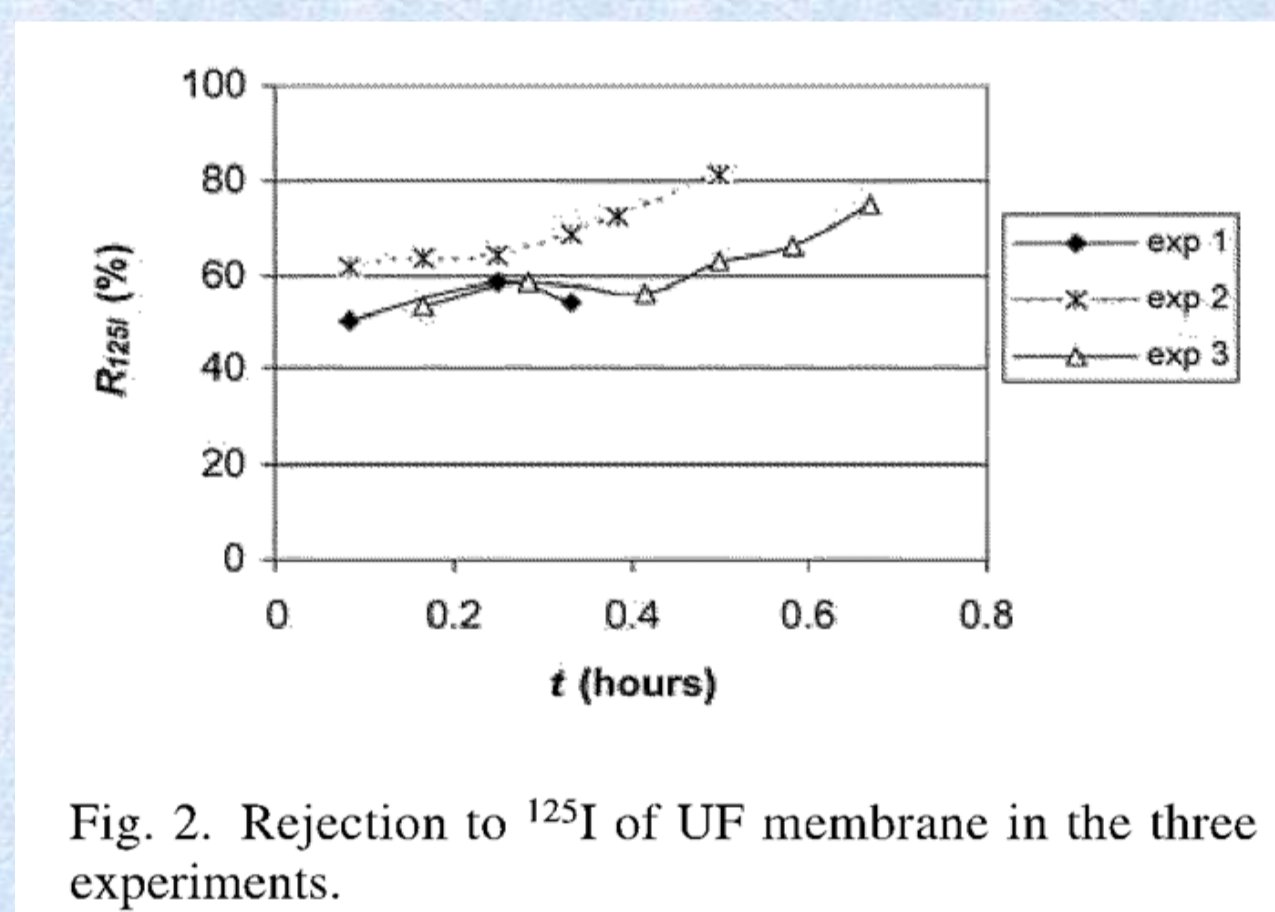 100
80
60
40
20
0
R125I (%)
0 0.2 0.4 0.6 0.8
t (hours)
exp 1
exp 2
exp 3
Fig. 2. Rejection to ¹²⁵I of UF membrane in the three
experiments.